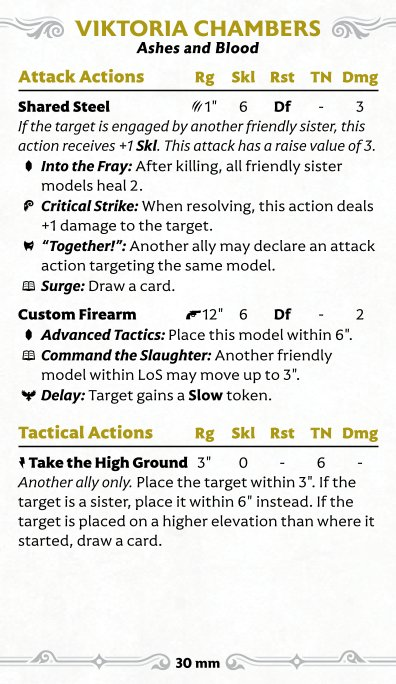 VIKTORIA CHAMBERS
Ashes and Blood
Attack Actions Rg Skl Rst TN Dmg
Shared Steel 1" 6 Df - 3
If the target is engaged by another friendly sister, this
action receives +1 Skl. This attack has a raise value of 3.
Into the Fray: After killing, all friendly sister
models heal 2.
Critical Strike: When resolving, this action deals
+1 damage to the target.
"Together!": Another ally may declare an attack
action targeting the same model.
Surge: Draw a card.
Custom Firearm 12" 6 Df - 2
Advanced Tactics: Place this model within 6".
Command the Slaughter: Another friendly
model within LoS may move up to 3".
Delay: Target gains a Slow token.
Tactical Actions Rg Skl Rst TN Dmg
Take the High Ground 3" 0 - 6 -
Another ally only. Place the target within 3". If the
target is a sister, place it within 6" instead. If the
target is placed on a higher elevation than where it
started, draw a card.
30 mm